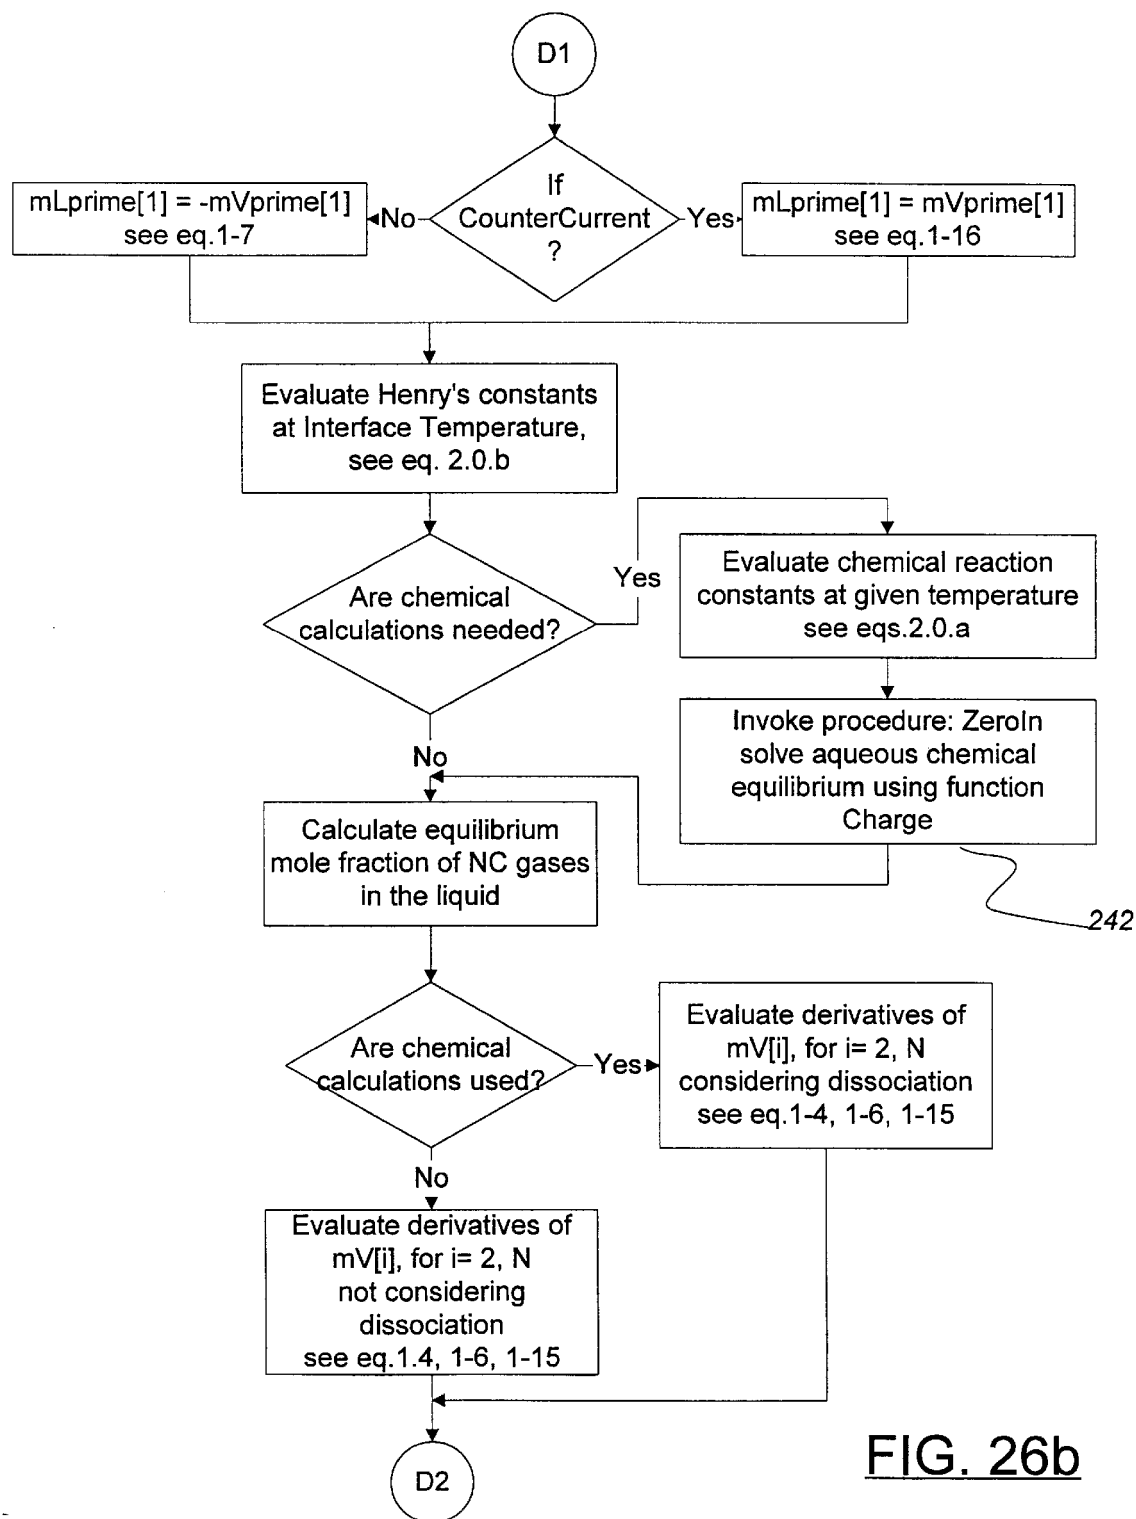 D1
If
CounterCurrent
?
No
Yes
mLprime[1] = -mVprime[1]
see eq.1-7
mLprime[1] = mVprime[1]
see eq.1-16
Evaluate Henry's constants
at Interface Temperature,
see eq. 2.0.b
Are chemical
calculations needed?
Yes
Evaluate chemical reaction
constants at given temperature
see eqs.2.0.a
Invoke procedure: ZeroIn
solve aqueous chemical
equilibrium using function
Charge
242
No
Calculate equilibrium
mole fraction of NC gases
in the liquid
Are chemical
calculations used?
Yes
Evaluate derivatives of
mV[i], for i= 2, N
considering dissociation
see eq.1-4, 1-6, 1-15
No
Evaluate derivatives of
mV[i], for i= 2, N
not considering
dissociation
see eq.1.4, 1-6, 1-15
D2
FIG. 26b